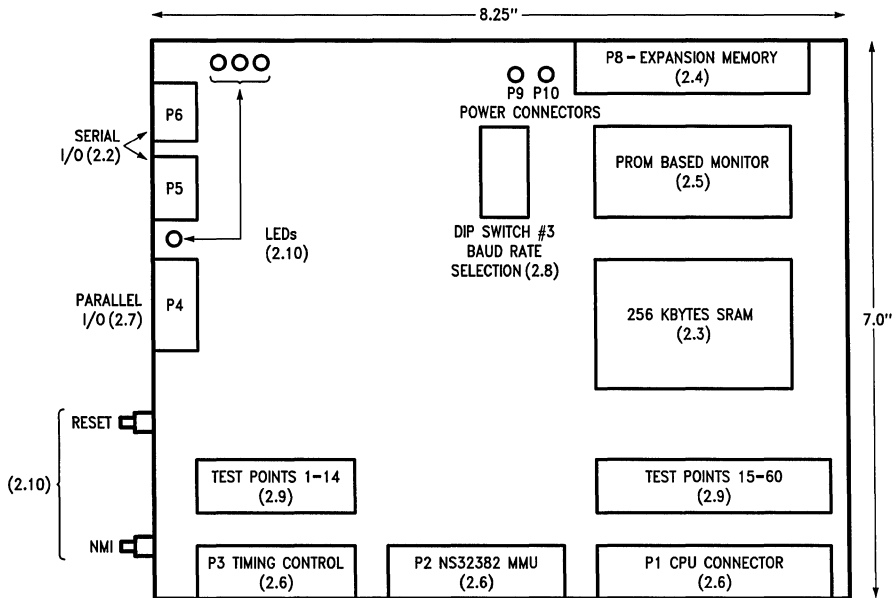 8.25"
P8-EXPANSION MEMORY
(2.4)
P9 P10
POWER CONNECTORS
P6
SERIAL
I/O (2.2)
P5
PROM BASED MONITOR
(2.5)
LEDs
(2.10)
DIP SWITCH #3
BAUD RATE
SELECTION (2.8)
PARALLEL
I/O (2.7)
P4
256 KBYTES SRAM
(2.3)
7.0"
RESET
(2.10)
NMI
TEST POINTS 1-14
(2.9)
TEST POINTS 15-60
(2.9)
P3 TIMING CONTROL
(2.6)
P2 NS32382 MMU
(2.6)
P1 CPU CONNECTOR
(2.6)